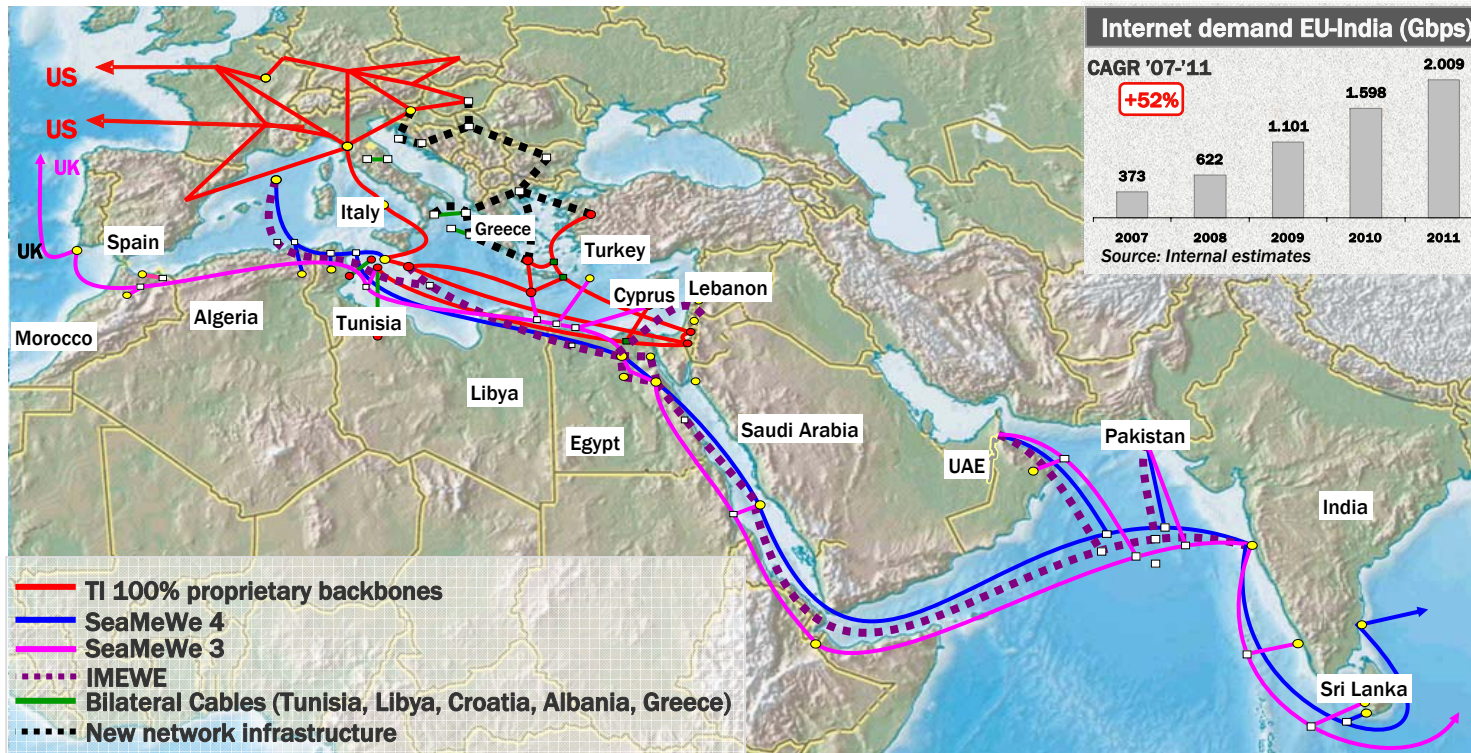 Internet demand EU-India (Gbps)
CAGR '07-'11
+52%
373
622
1.101
1.598
2.009
2007
2008
2009
2010
2011
Source: Internal estimates
US
US
UK
UK
Spain
Italy
Greece
Turkey
Cyprus
Lebanon
Morocco
Algeria
Tunisia
Libya
Egypt
Saudi Arabia
UAE
Pakistan
India
Sri Lanka
TI 100% proprietary backbones
SeaMeWe 4
SeaMeWe 3
IMEWE
Bilateral Cables (Tunisia, Libya, Croatia, Albania, Greece)
New network infrastructure